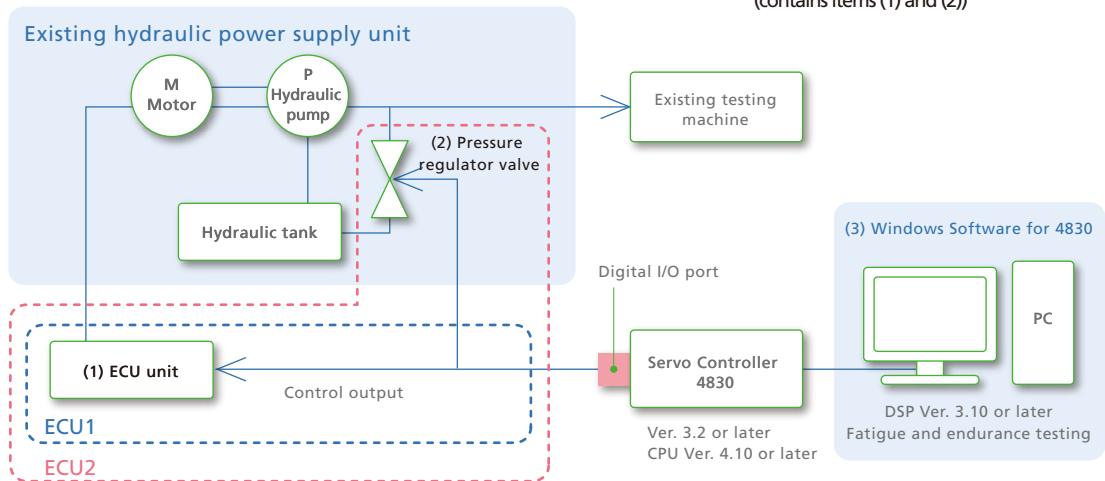 (contains items (1) and (2))
Existing hydraulic power supply unit
M
Motor
P
Hydraulic
pump
Existing testing
machine
(2) Pressure
regulator valve
Hydraulic tank
(3) Windows Software for 4830
Digital I/O port
PC
(1) ECU unit
Servo Controller
4830
Control output
DSP Ver. 3.10 or later
Fatigue and endurance testing
ECU1
Ver. 3.2 or later
CPU Ver. 4.10 or later
ECU2